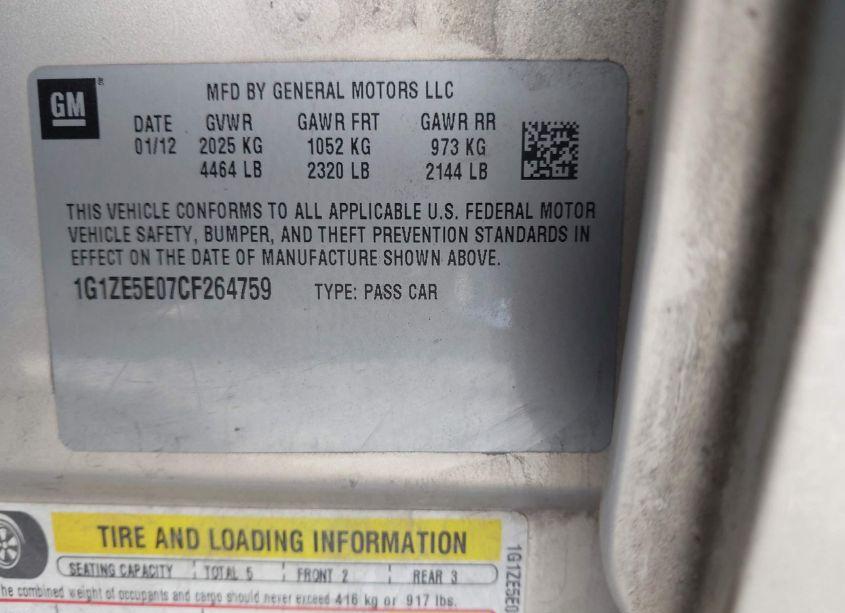 GM
MFD BY GENERAL MOTORS LLC
DATE GVWR GAWR FRT GAWR RR
01/12 2025 KG 1052 KG 973 KG
4464 LB 2320 LB 2144 LB
THIS VEHICLE CONFORMS TO ALL APPLICABLE U.S. FEDERAL MOTOR
VEHICLE SAFETY, BUMPER, AND THEFT PREVENTION STANDARDS IN
EFFECT ON THE DATE OF MANUFACTURE SHOWN ABOVE.
1G1ZE5E07CF264759 TYPE: PASS CAR
TIRE AND LOADING INFORMATION
SEATING CAPACITY TOTAL 5 FRONT 2 REAR 3
The combined weight of occupants and cargo should never exceed 416 kg or 917 lbs.
1G1ZE5E0